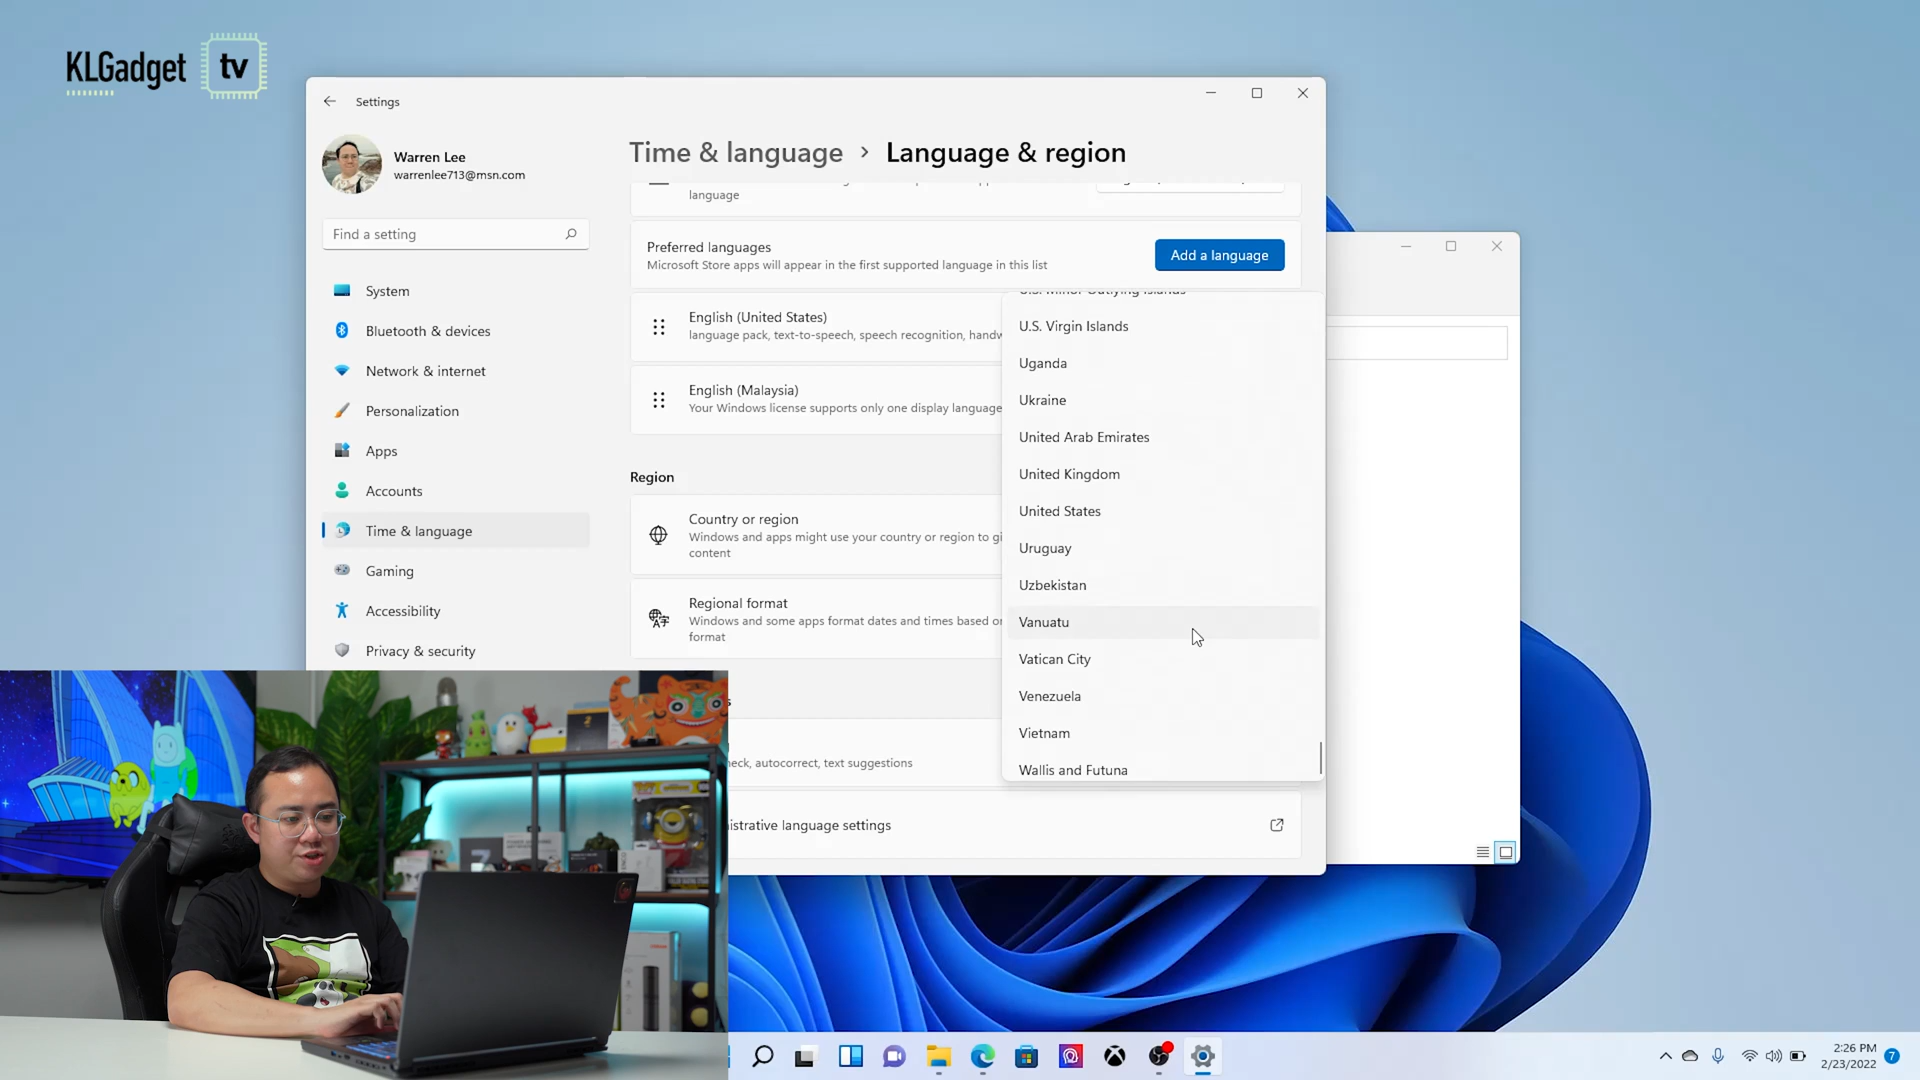 KLGadget tv
Settings
Warren Lee
warrenlee713@msn.com
Find a setting
System
Bluetooth & devices
Network & internet
Personalization
Apps
Accounts
Time & language
Gaming
Accessibility
Privacy & security
Time & language > Language & region
language
Preferred languages
Microsoft Store apps will appear in the first supported language in this list
Add a language
English (United States)
language pack, text-to-speech, speech recognition, handw
English (Malaysia)
Your Windows license supports only one display language
Region
Country or region
Windows and apps might use your country or region to gi
content
Regional format
Windows and some apps format dates and times based on
format
eck, autocorrect, text suggestions
istrative language settings
U.S. Minor Outlying Islands
U.S. Virgin Islands
Uganda
Ukraine
United Arab Emirates
United Kingdom
United States
Uruguay
Uzbekistan
Vanuatu
Vatican City
Venezuela
Vietnam
Wallis and Futuna
2:26 PM
2/23/2022
7